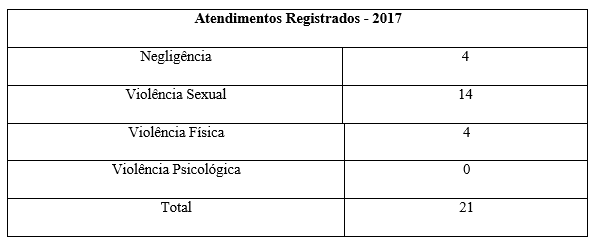 Atendimentos Registrados - 2017
Negligência 4
Violência Sexual 14
Violência Física 4
Violência Psicológica 0
Total 21